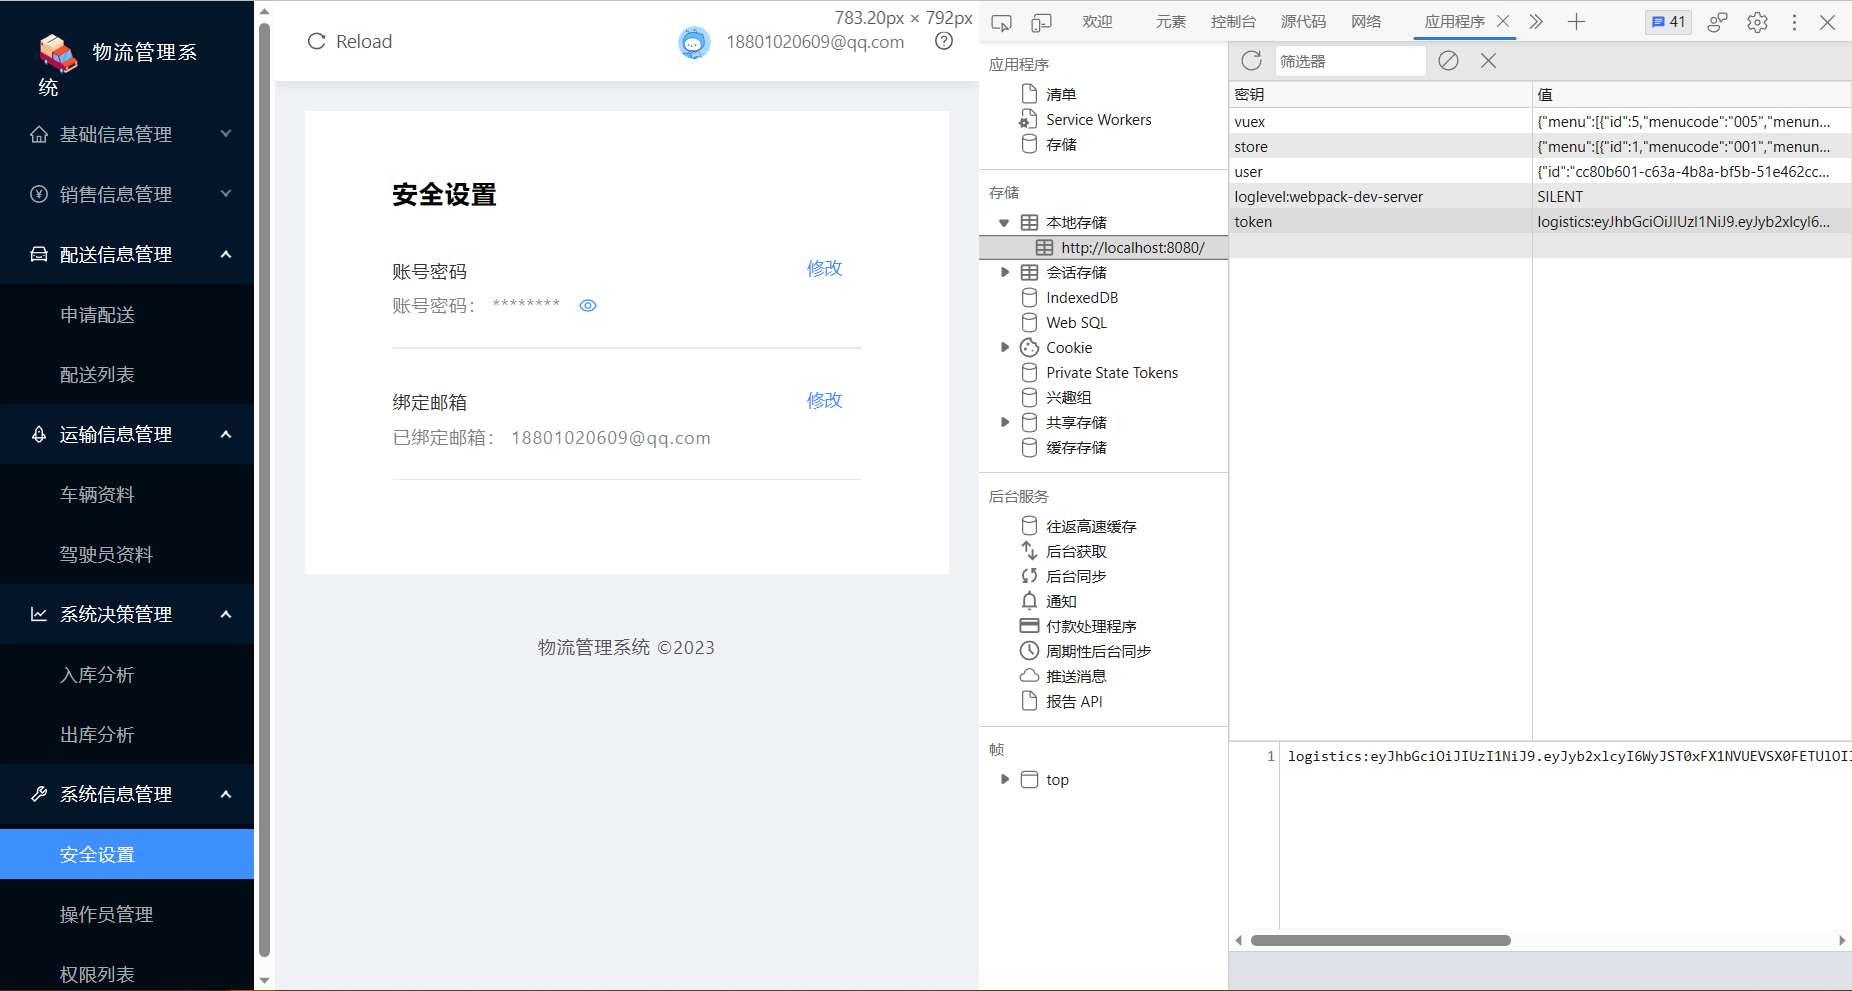 物流管理系
统
基础信息管理
销售信息管理
配送信息管理
申请配送
配送列表
运输信息管理
车辆资料
驾驶员资料
系统决策管理
入库分析
出库分析
系统信息管理
安全设置
操作员管理
权限列表
783.20px × 792px
Reload
18801020609@qq.com
安全设置
账号密码
修改
账号密码： ********
绑定邮箱
修改
已绑定邮箱： 18801020609@qq.com
物流管理系统 ©2023
欢迎 元素 控制台 源代码 网络 应用程序 41
应用程序
清单
Service Workers
存储
存储
本地存储
http://localhost:8080/
会话存储
IndexedDB
Web SQL
Cookie
Private State Tokens
兴趣组
共享存储
缓存存储
后台服务
往返高速缓存
后台获取
后台同步
通知
付款处理程序
周期性后台同步
推送消息
报告 API
帧
top
筛选器
密钥 值
vuex {"menu":[{"id":5,"menucode":"005","menun...
store {"menu":[{"id":1,"menucode":"001","menun...
user {"id":"cc80b601-c63a-4b8a-bf5b-51e462cc...
loglevel:webpack-dev-server SILENT
token logistics:eyJhbGciOiJIUzI1NiJ9.eyJyb2xlcyI6...
1 logistics:eyJhbGciOiJIUzI1NiJ9.eyJyb2xlcyI6WyJST0xFX1NVUEVSX0FETUlOI